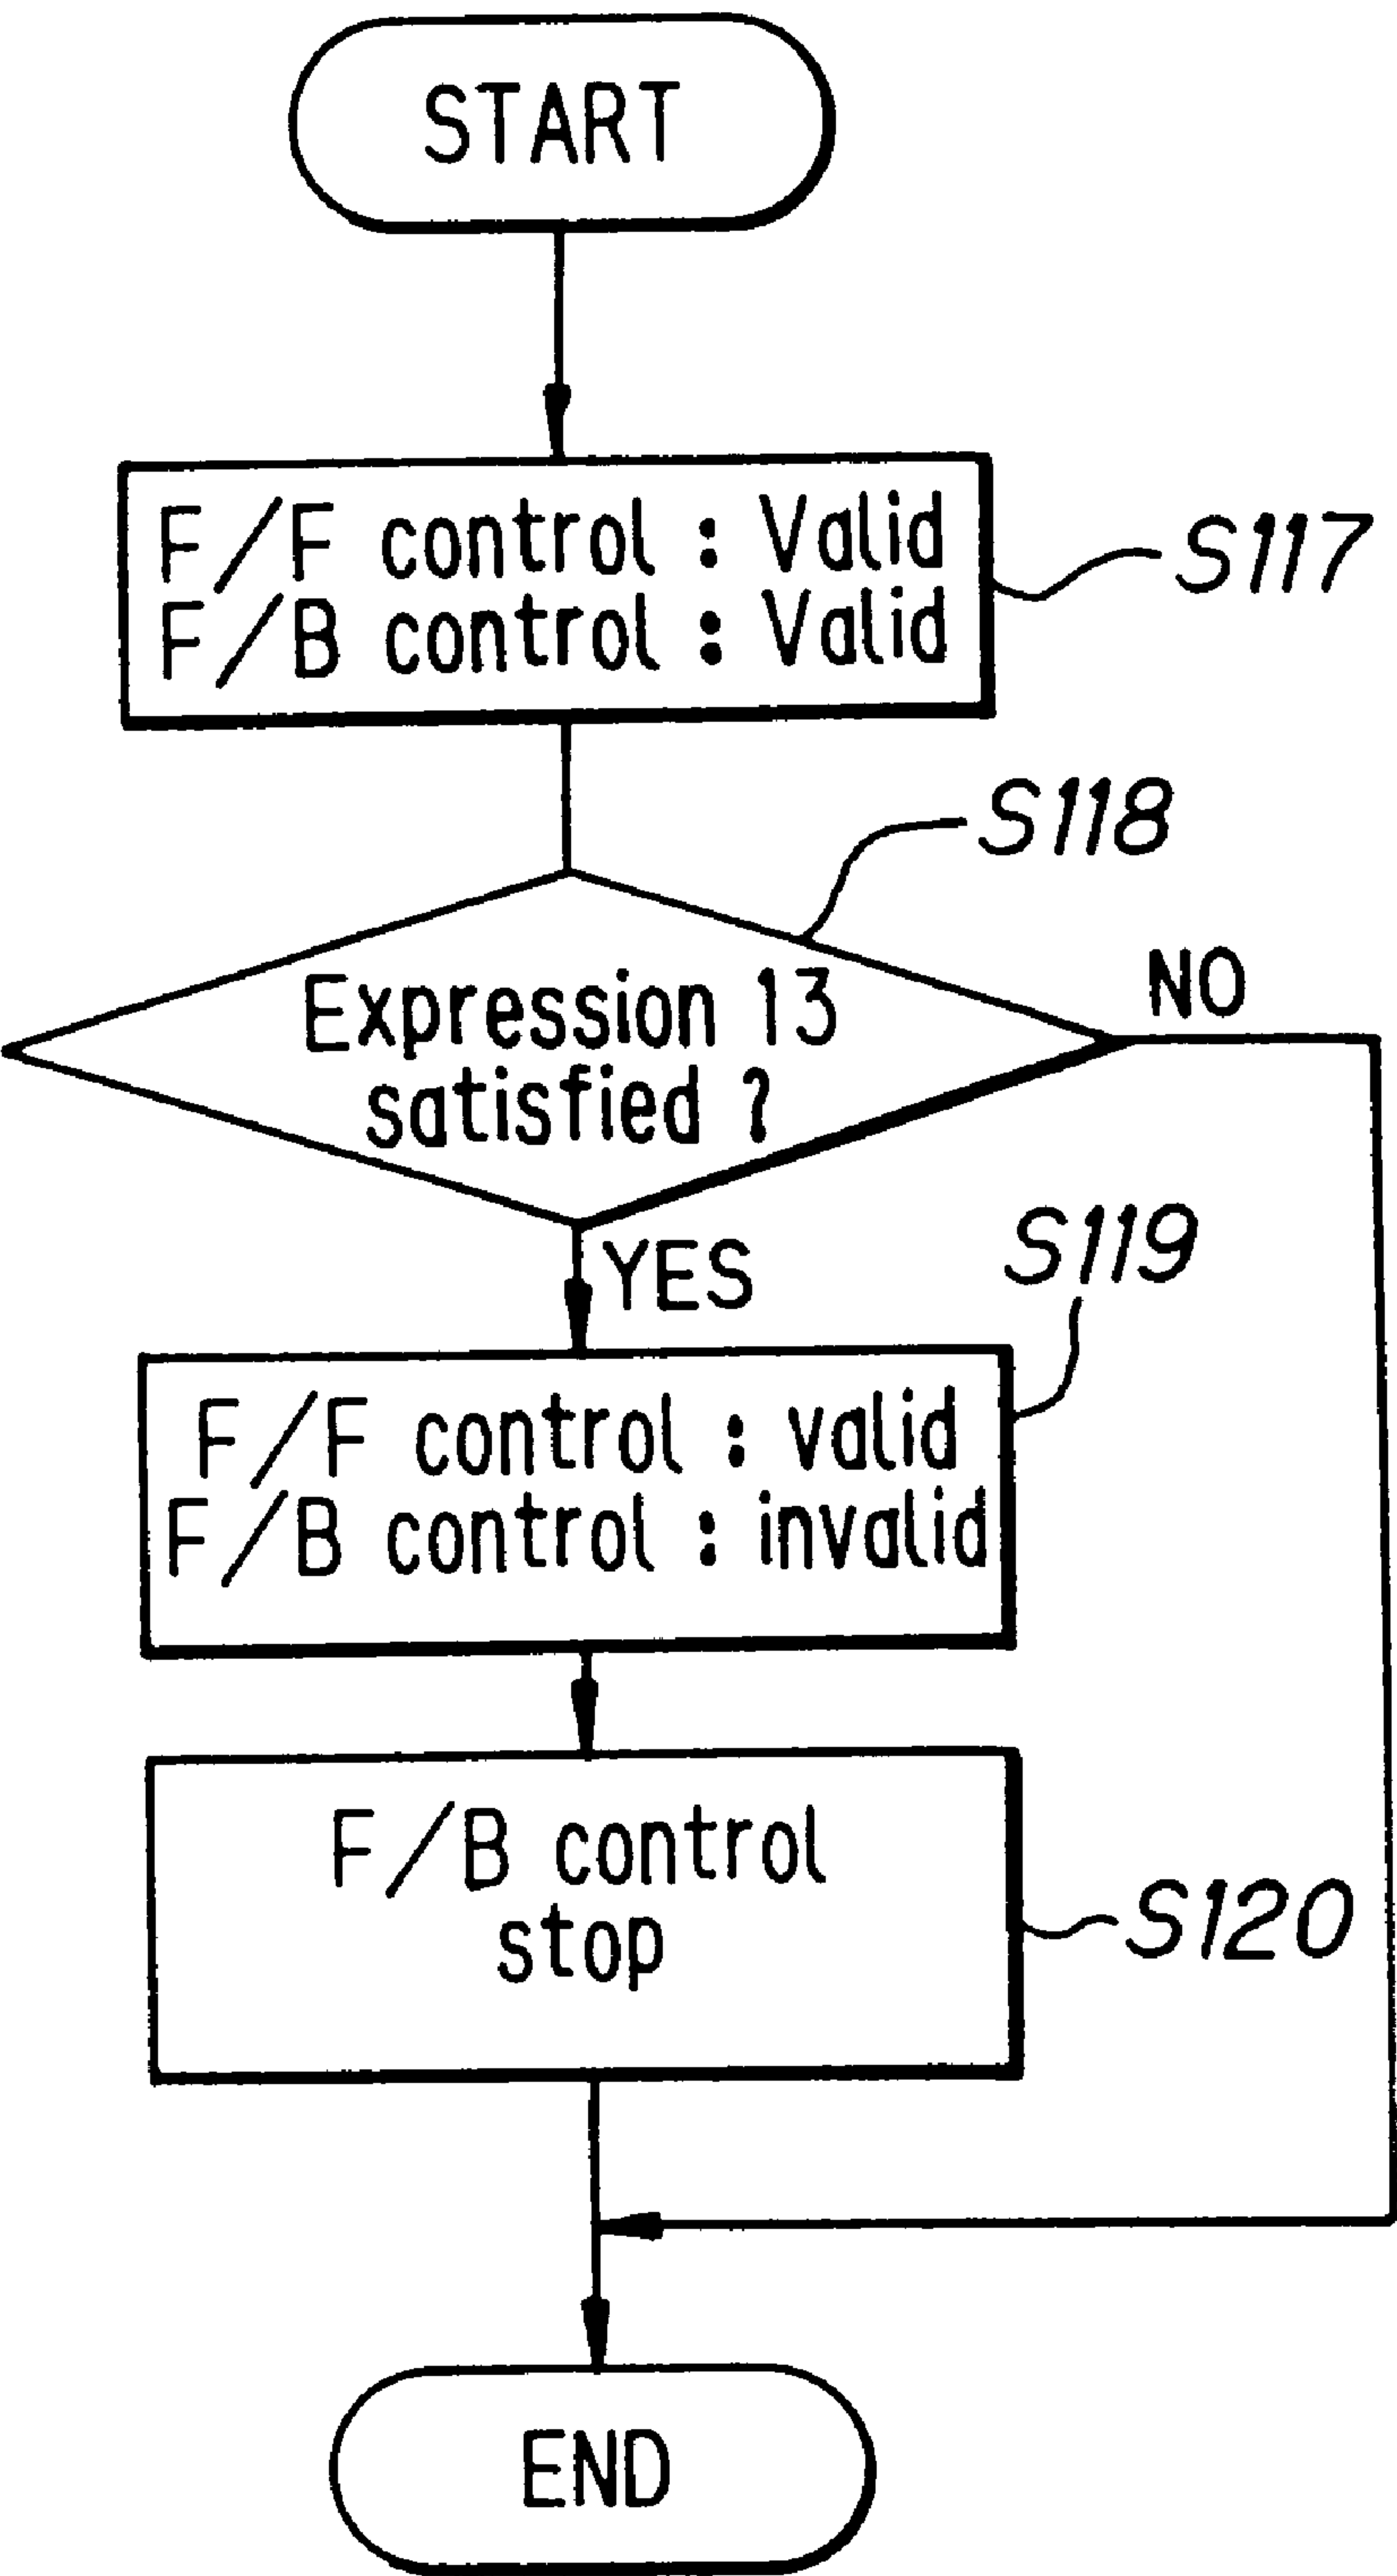 START
F/F control : Valid
F/B control : Valid
S117
S118
Expression 13
satisfied ?
NO
YES
S119
F/F control : valid
F/B control : invalid
F/B control
stop
S120
END